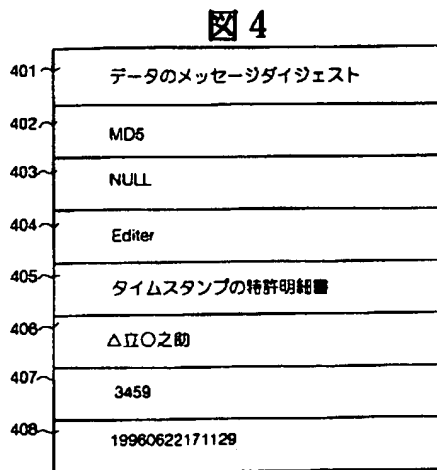 図4
401 データのメッセージダイジェスト
402 MD5
403 NULL
404 Editer
405 タイムスタンプの特許明細書
406 △立○之助
407 3459
408 19960622171129